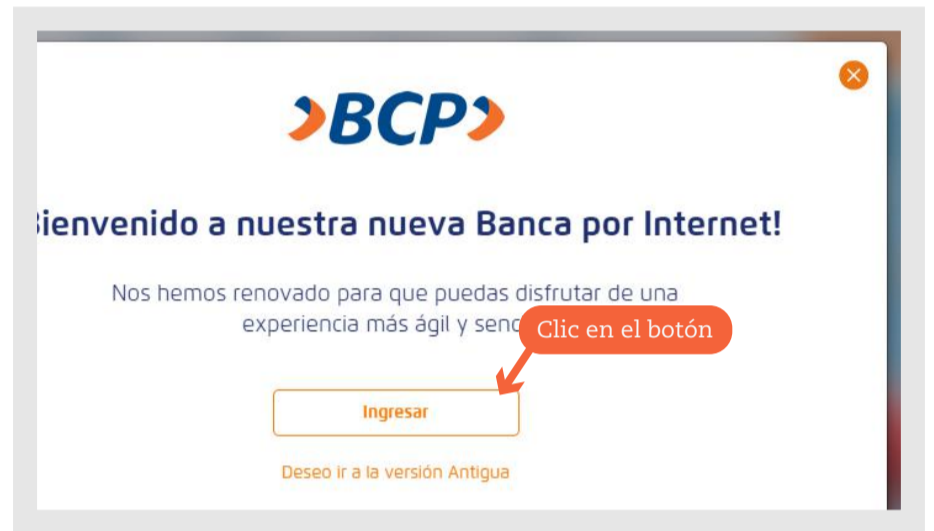 BCP
ienvenido a nuestra nueva Banca por Internet!
Nos hemos renovado para que puedas disfrutar de una
experiencia más ágil y senc
Clic en el botón
Ingresar
Deseo ir a la versión Antigua